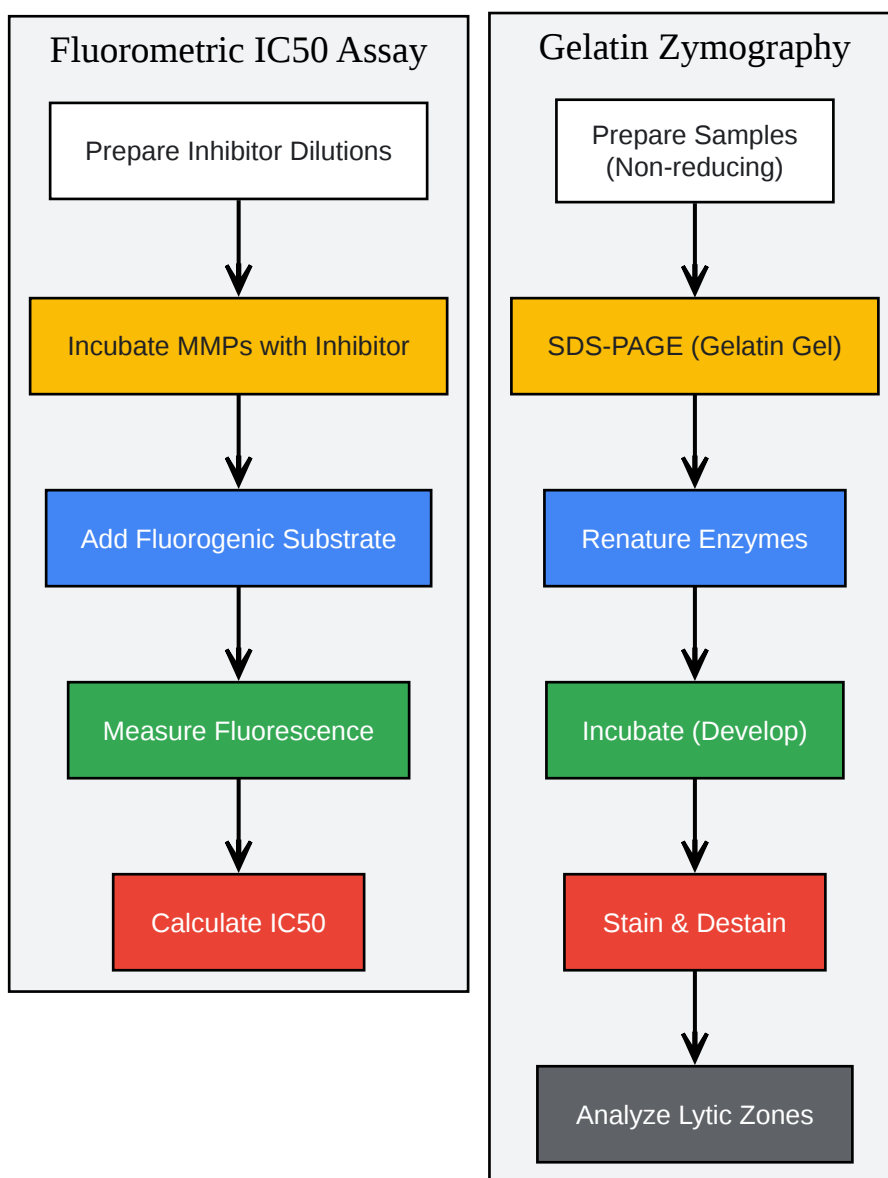 Fluorometric IC50 Assay
Prepare Inhibitor Dilutions
Incubate MMPs with Inhibitor
Add Fluorogenic Substrate
Measure Fluorescence
Calculate IC50
Gelatin Zymography
Prepare Samples
(Non-reducing)
SDS-PAGE (Gelatin Gel)
Renature Enzymes
Incubate (Develop)
Stain & Destain
Analyze Lytic Zones